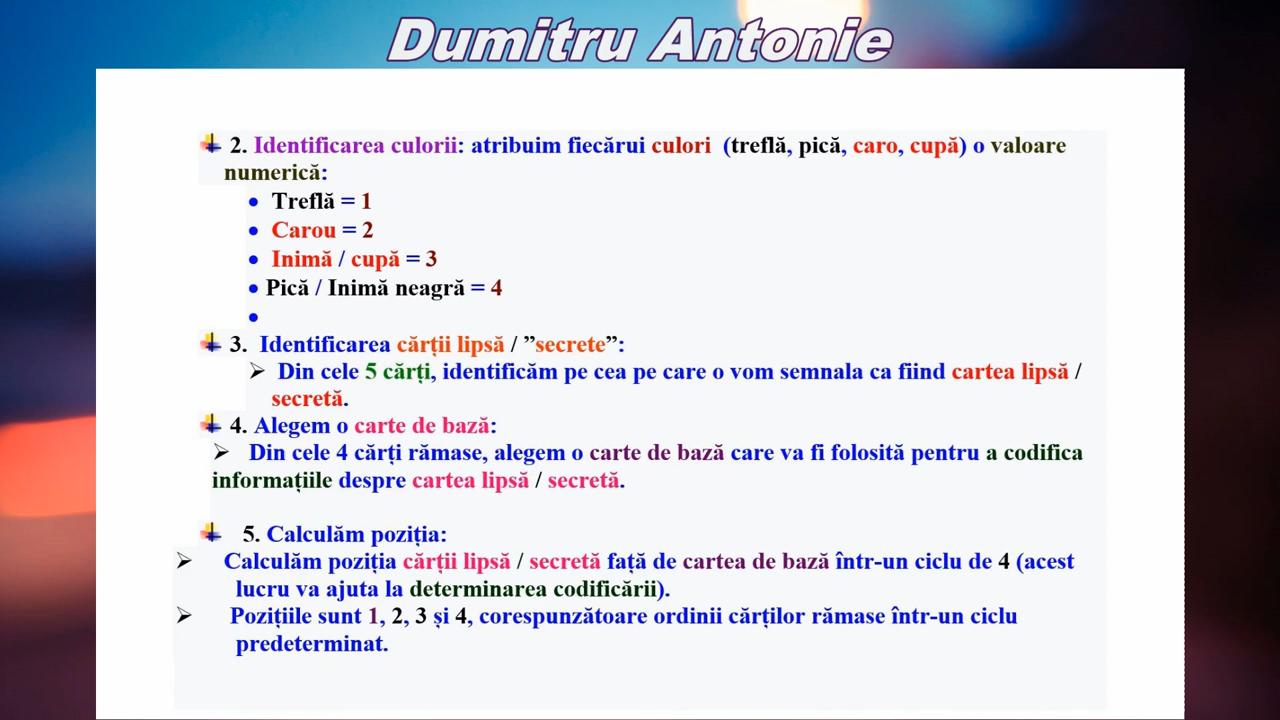 Dumitru Antonie
2. Identificarea culorii: atribuim fiecărui culori (treflă, pică, caro, cupă) o valoare
numerică:
• Treflă = 1
• Carou = 2
• Inimă / cupă = 3
• Pică / Inimă neagră = 4
•
3. Identificarea cărții lipsă / ”secrete”:
➢ Din cele 5 cărți, identificăm pe cea pe care o vom semnala ca fiind cartea lipsă /
secretă.
4. Alegem o carte de bază:
➢ Din cele 4 cărți rămase, alegem o carte de bază care va fi folosită pentru a codifica
informațiile despre cartea lipsă / secretă.
5. Calculăm poziția:
➢ Calculăm poziția cărții lipsă / secretă față de cartea de bază într-un ciclu de 4 (acest
lucru va ajuta la determinarea codificării).
➢ Pozițiile sunt 1, 2, 3 și 4, corespunzătoare ordinii cărților rămase într-un ciclu
predeterminat.